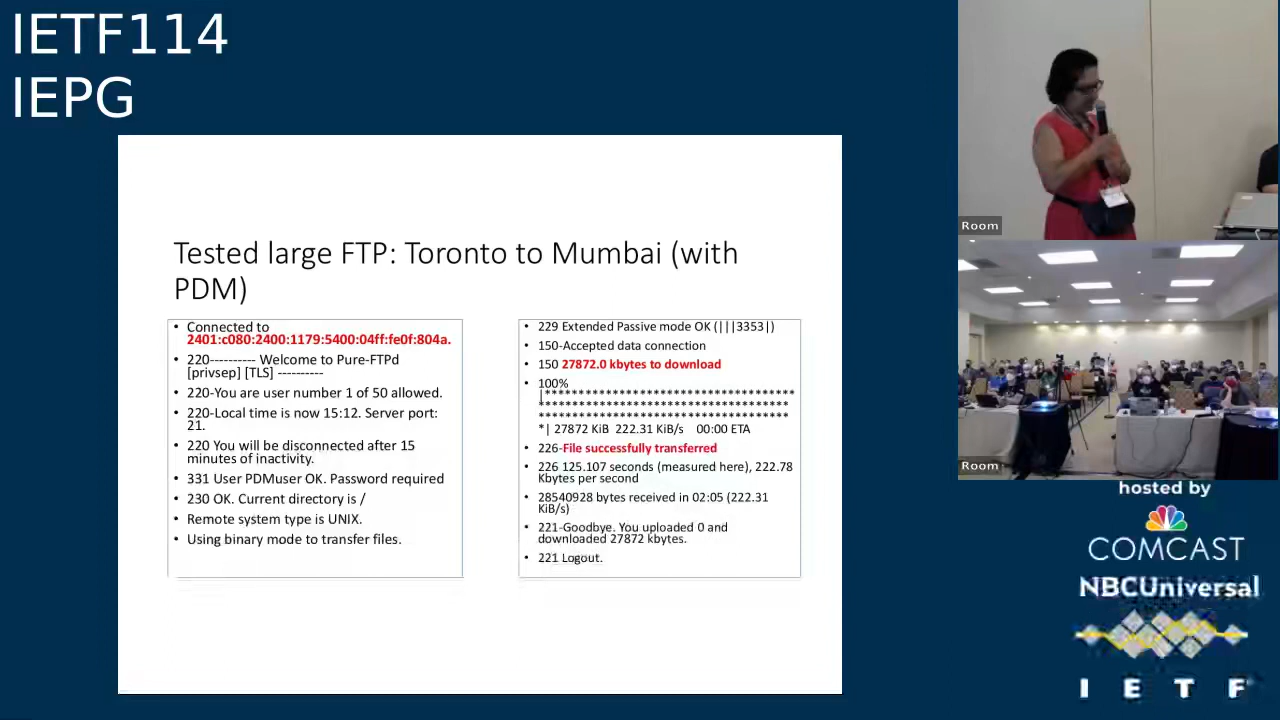 IETF114
IEPG
Tested large FTP: Toronto to Mumbai (with
PDM)
• Connected to
2401:c080:2400:1179:5400:04ff:fe0f:804a.
• 220---------- Welcome to Pure-FTPd
[privsep] [TLS] ----------
• 220-You are user number 1 of 50 allowed.
• 220-Local time is now 15:12. Server port:
21.
• 220 You will be disconnected after 15
minutes of inactivity.
• 331 User PDMuser OK. Password required
• 230 OK. Current directory is /
• Remote system type is UNIX.
• Using binary mode to transfer files.
• 229 Extended Passive mode OK (|||3353|)
• 150-Accepted data connection
• 150 27872.0 kbytes to download
• 100%
|*************************************
*************************************
*************************************
*| 27872 KiB 222.31 KiB/s 00:00 ETA
• 226-File successfully transferred
• 226 125.107 seconds (measured here), 222.78
Kbytes per second
• 28540928 bytes received in 02:05 (222.31
KiB/s)
• 221-Goodbye. You uploaded 0 and
downloaded 27872 kbytes.
• 221 Logout.
Room
Room
hosted by
COMCAST
NBCUniversal
I E T F